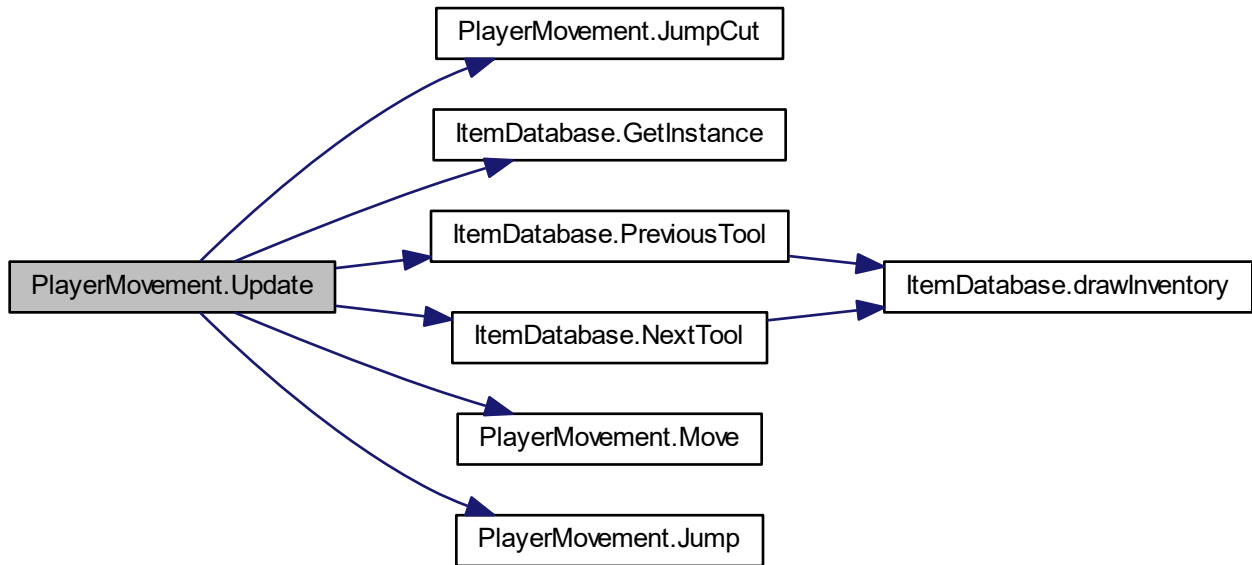 PlayerMovement.JumpCut
ItemDatabase.GetInstance
ItemDatabase.PreviousTool
PlayerMovement.Update
ItemDatabase.drawInventory
ItemDatabase.NextTool
PlayerMovement.Move
PlayerMovement.Jump